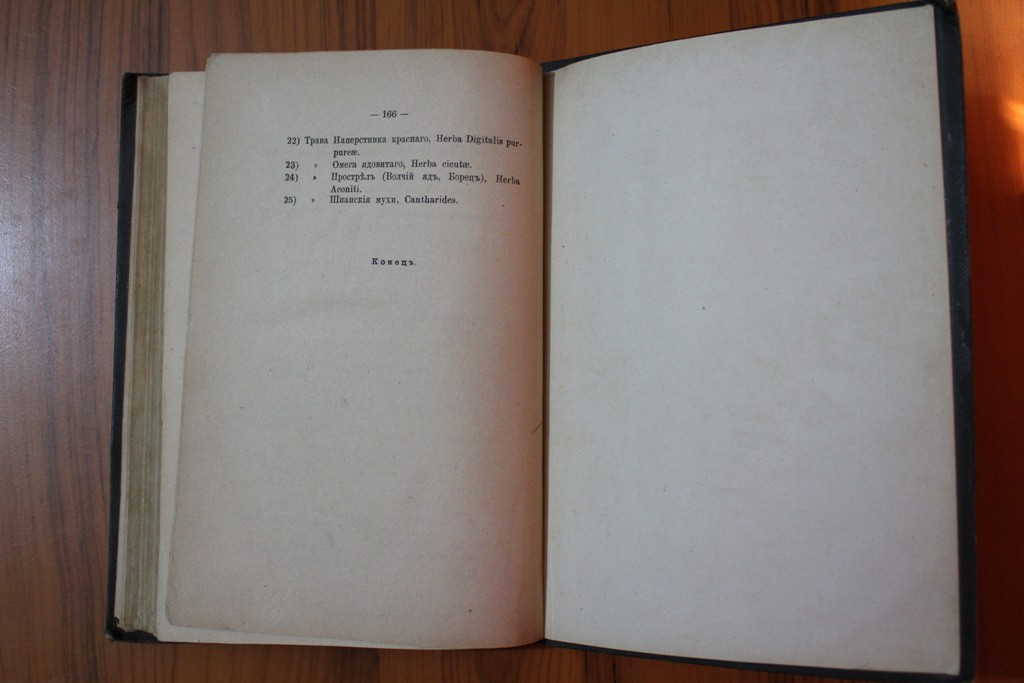 — 166 —
22) Трава Наперстника краснаго, Herba Digitalis pur-
pureæ.
23) » Омега ядовитаго, Herba cicutæ.
24) » Прострѣлъ (Волчій ядъ, Борецъ), Herba
Aconiti.
25) » Шпанскія мухи, Cantharides.
Конецъ.